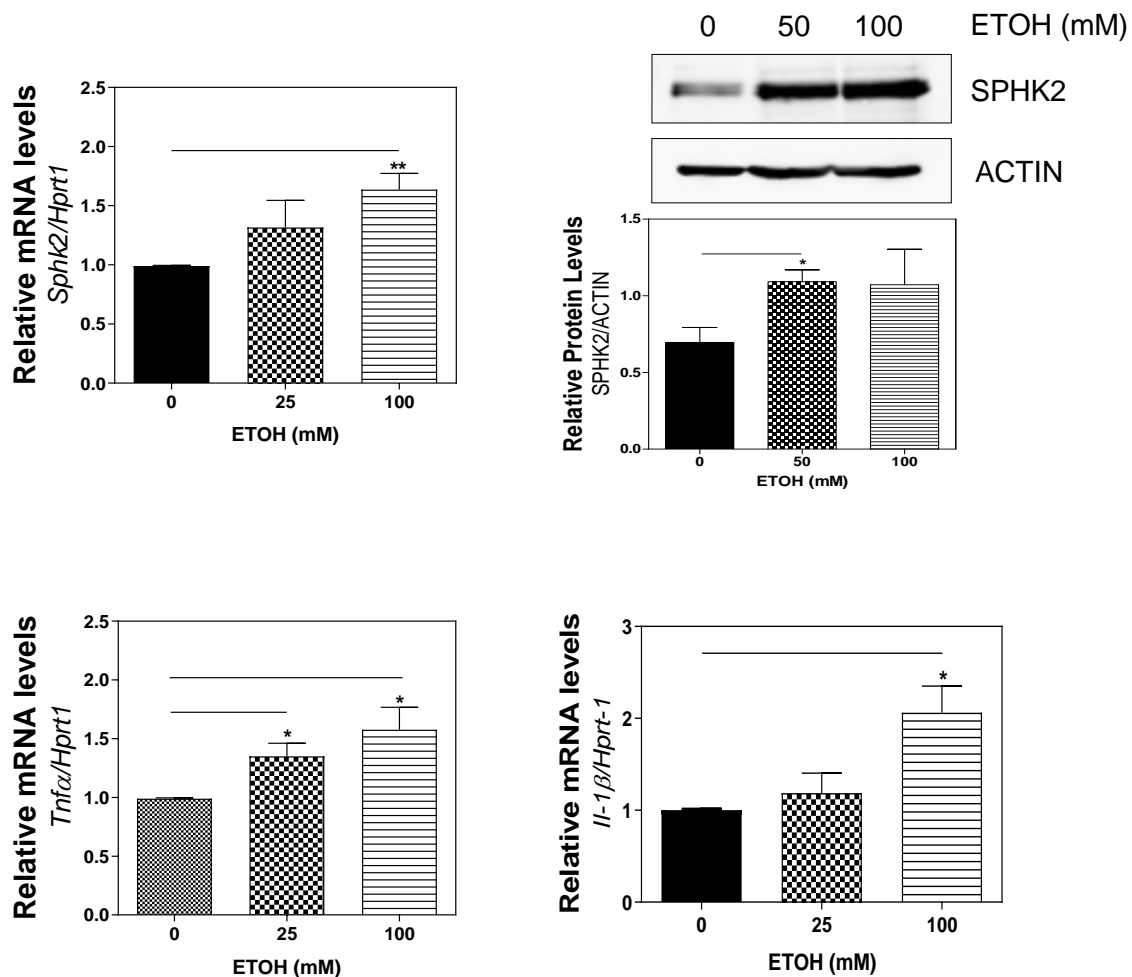 Relative mRNA levels
Sphk2/Hprt1
2.5
2.0
1.5
1.0
0.5
0.0
**
0 25 100
ETOH (mM)
0 50 100 ETOH (mM)
SPHK2
ACTIN
Relative Protein Levels
SPHK2/ACTIN
1.5
1.0
0.5
0.0
*
0 50 100
ETOH (mM)
Relative mRNA levels
Tnfα/Hprt1
2.5
2.0
1.5
1.0
0.5
0.0
*
*
0 25 100
ETOH (mM)
Relative mRNA levels
Il-1β/Hprt-1
3
2
1
0
*
0 25 100
ETOH (mM)